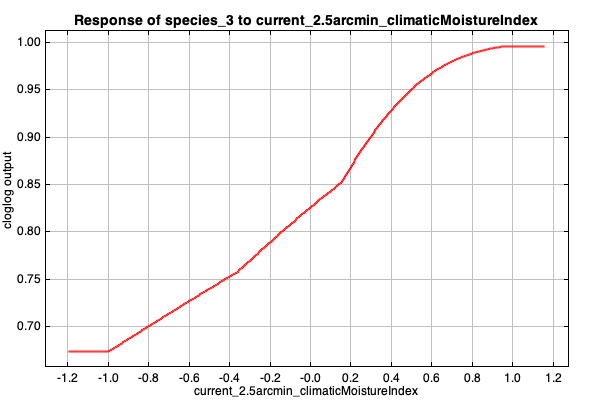 Response of species_3 to current_2.5arcmin_climaticMoistureIndex
1.00
0.95
0.90
0.85
0.80
0.75
0.70
cloglog output
-1.2 -1.0 -0.8 -0.6 -0.4 -0.2 -0.0 0.2 0.4 0.6 0.8 1.0 1.2
current_2.5arcmin_climaticMoistureIndex